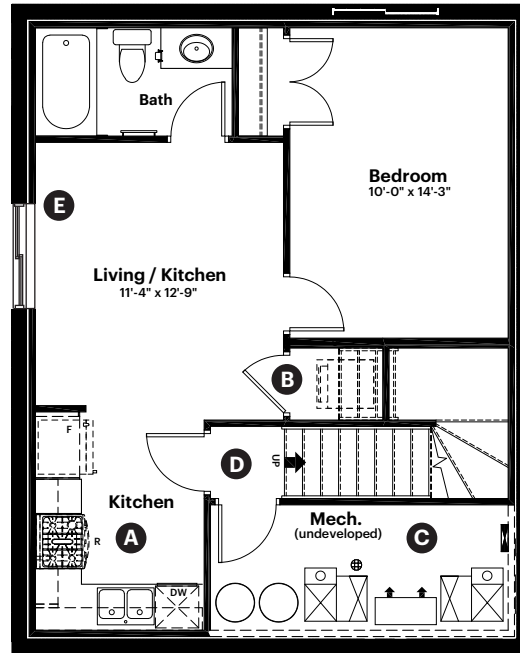 Bath
Bedroom
10'-0" x 14'-3"
E
Living / Kitchen
11'-4" x 12'-9"
B
F
D
UP
Kitchen
A
R
Mech.
(undeveloped)
C
DW